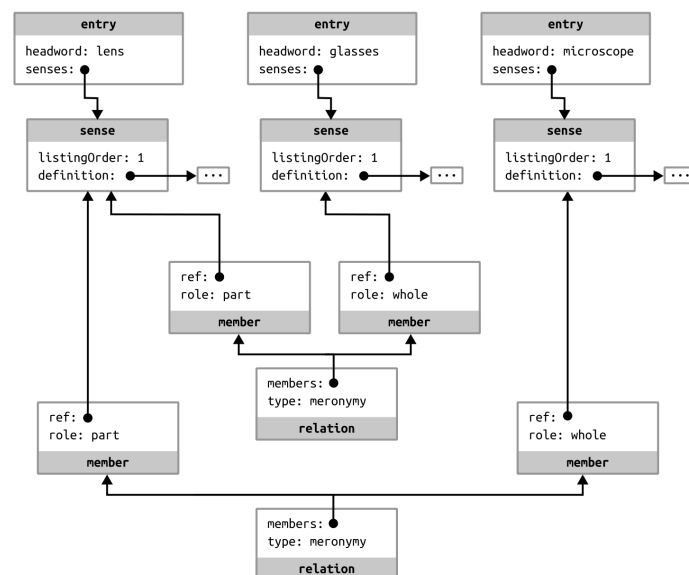 entry
headword: lens
senses:
entry
headword: glasses
senses:
entry
headword: microscope
senses:
sense
listingOrder: 1
definition:
...
sense
listingOrder: 1
definition:
...
sense
listingOrder: 1
definition:
...
ref:
role: part
member
ref:
role: whole
member
members:
type: meronymy
relation
ref:
role: part
member
ref:
role: whole
member
members:
type: meronymy
relation